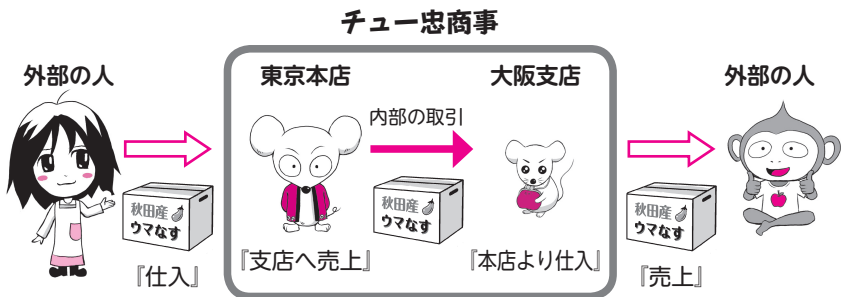 チュー忠商事
外部の人
東京本店
大阪支店
外部の人
内部の取引
秋田産
ウマなす
秋田産
ウマなす
秋田産
ウマなす
『仕入』
『支店へ売上』
『本店より仕入』
『売上』